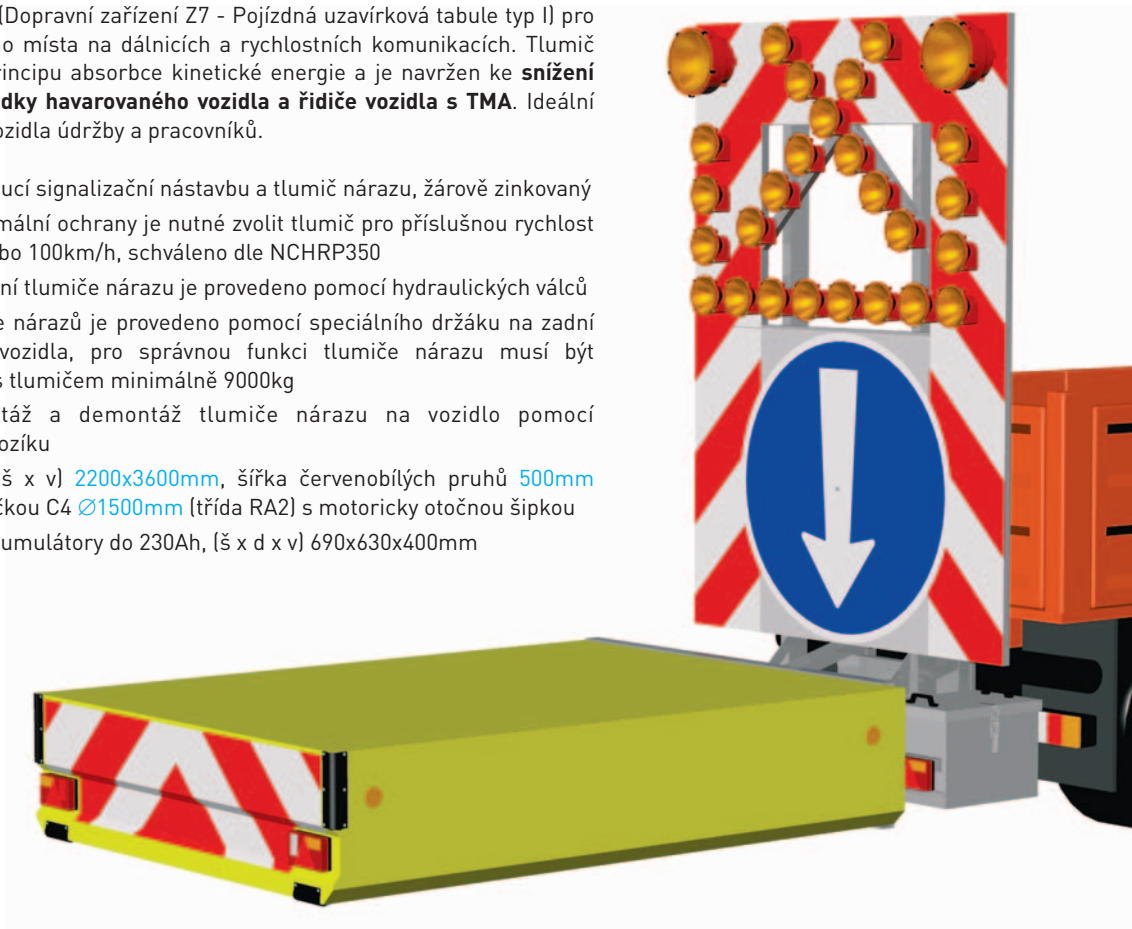 (Dopravní zařízení Z7 - Pojízdná uzavírková tabule typ I) pro
o místa na dálnicích a rychlostních komunikacích. Tlumič
rincipu absorbce kinetické energie a je navržen ke snížení
dky havarovaného vozidla a řidiče vozidla s TMA. Ideální
ozidla údržby a pracovníků.
ucí signalizační nástavbu a tlumič nárazu, žárově zinkovaný
mální ochrany je nutné zvolit tlumič pro příslušnou rychlost
bo 100km/h, schváleno dle NCHRP350
ní tlumiče nárazu je provedeno pomocí hydraulických válců
e nárazů je provedeno pomocí speciálního držáku na zadní
vozidla, pro správnou funkci tlumiče nárazu musí být
s tlumičem minimálně 9000kg
táž a demontáž tlumiče nárazu na vozidlo pomocí
ozíku
š x v) 2200x3600mm, šířka červenobílých pruhů 500mm
čkou C4 ∅1500mm (třída RA2) s motoricky otočnou šipkou
umulátory do 230Ah, (š x d x v) 690x630x400mm